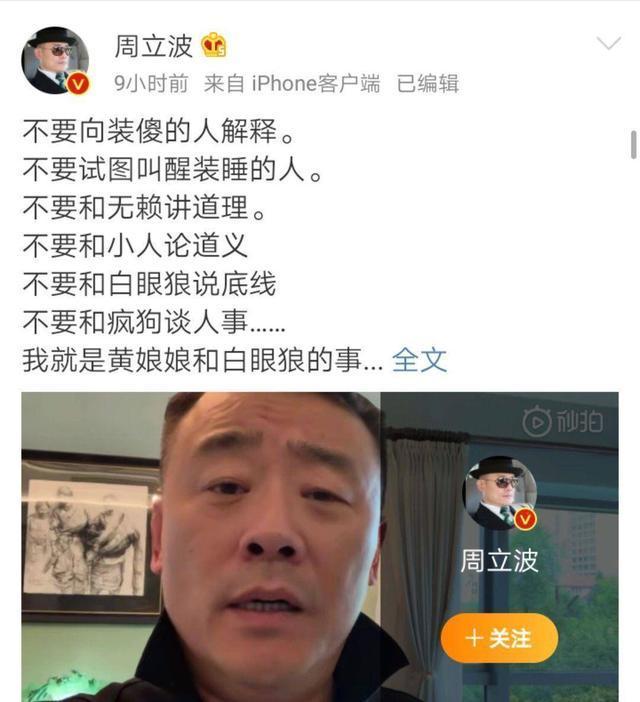 周立波
9小时前 来自 iPhone客户端 已编辑
不要向装傻的人解释。
不要试图叫醒装睡的人。
不要和无赖讲道理。
不要和小人论道义
不要和白眼狼说底线
不要和疯狗谈人事……
我就是黄娘娘和白眼狼的事... 全文
秒拍
周立波
+关注